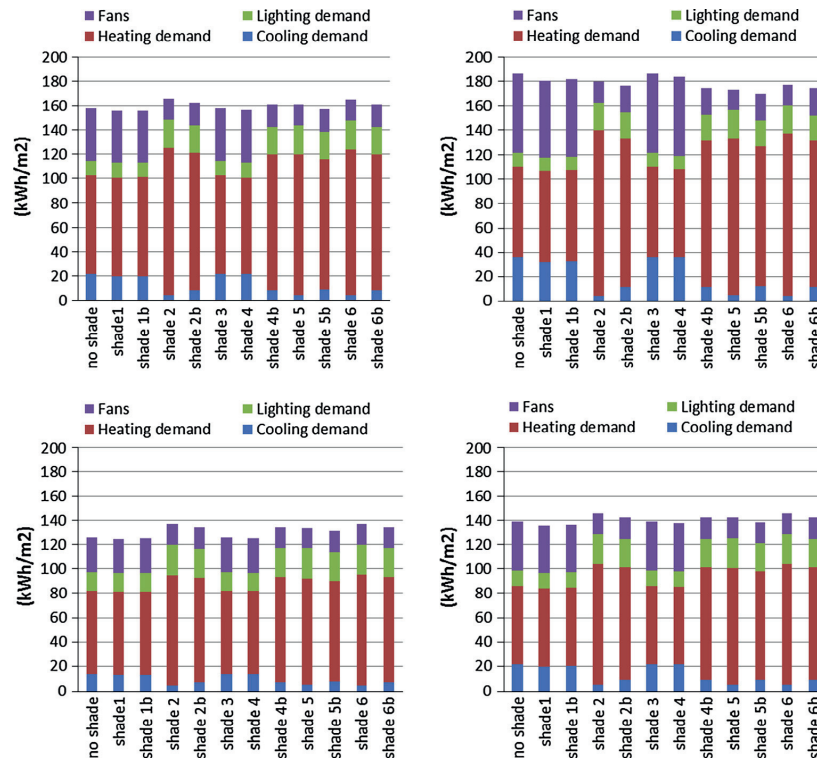 Fans Lighting demand
Heating demand Cooling demand
(kWh/m2)
200
180
160
140
120
100
80
60
40
20
0
no shade
shade1
shade 1b
shade 2
shade 2b
shade 3
shade 4
shade 4b
shade 5
shade 5b
shade 6
shade 6b
Fans Lighting demand
Heating demand Cooling demand
(kWh/m2)
200
180
160
140
120
100
80
60
40
20
0
no shade
shade 1
shade 1b
shade 2
shade 2b
shade 3
shade 4
shade 4b
shade 5
shade 5b
shade 6
shade 6b
Fans Lighting demand
Heating demand Cooling demand
(kWh/m2)
200
180
160
140
120
100
80
60
40
20
0
no shade
shade1
shade 1b
shade 2
shade 2b
shade 3
shade 4
shade 4b
shade 5
shade 5b
shade 6
shade 6b
Fans Lighting demand
Heating demand Cooling demand
(kWh/m2)
200
180
160
140
120
100
80
60
40
20
0
no shade
shade 1
shade 1b
shade 2
shade 2b
shade 3
shade 4
shade 4b
shade 5
shade 5b
shade 6
shade 6b